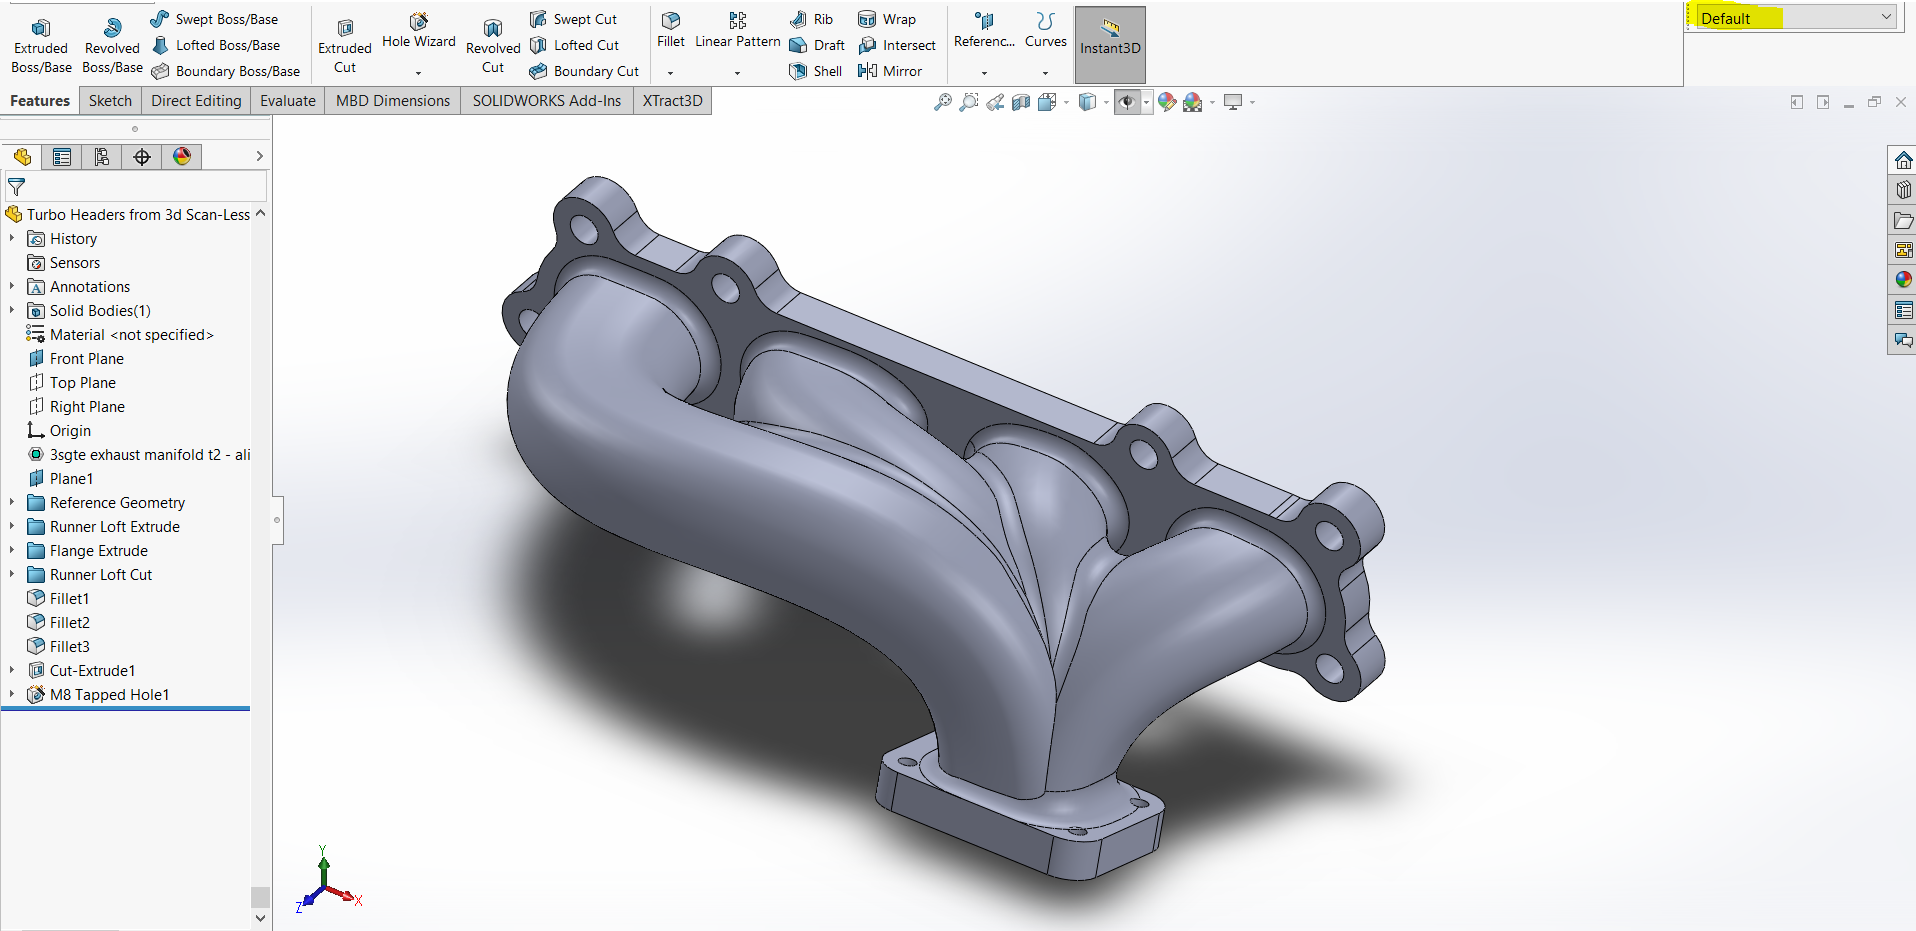 Extruded
Boss/Base
Revolved
Boss/Base
Swept Boss/Base
Lofted Boss/Base
Boundary Boss/Base
Extruded
Cut
Hole Wizard
Revolved
Cut
Swept Cut
Lofted Cut
Boundary Cut
Fillet
Linear Pattern
Rib
Draft
Shell
Wrap
Intersect
Mirror
Referenc...
Curves
Instant3D
Default
Features
Sketch
Direct Editing
Evaluate
MBD Dimensions
SOLIDWORKS Add-Ins
XTract3D
Turbo Headers from 3d Scan-Less
History
Sensors
A Annotations
Solid Bodies(1)
Material <not specified>
Front Plane
Top Plane
Right Plane
Origin
3sgte exhaust manifold t2 - ali
Plane1
Reference Geometry
Runner Loft Extrude
Flange Extrude
Runner Loft Cut
Fillet1
Fillet2
Fillet3
Cut-Extrude1
M8 Tapped Hole1
Y
X
Z